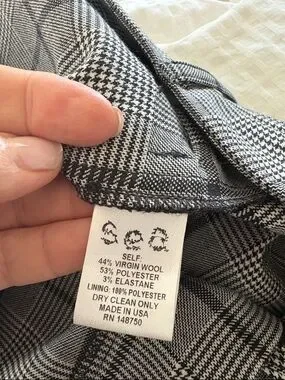 Sea
SELF:
44% VIRGIN WOOL
53% POLYESTER
3% ELASTANE
LINING: 100% POLYESTER
DRY CLEAN ONLY
MADE IN USA
RN 148750